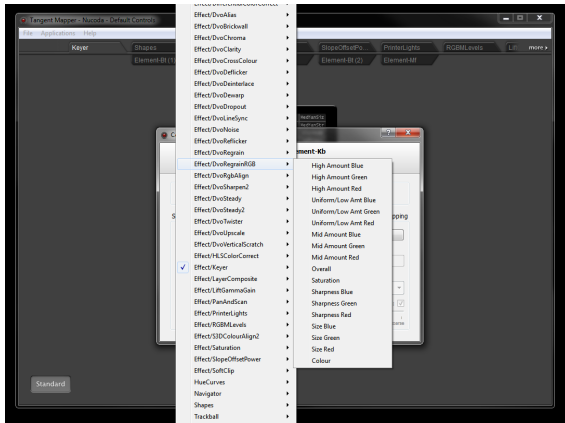 Tangent Mapper - Nucoda - Default Controls
File Applications Help
Keyer
Shapes
SlopeOffsetPo...
PrinterLights
RGBMLevels
more
Element-Bt (1)
Element-Bt (2)
Element-Mf
Effect/DvoAlias
Effect/DvoBrickwall
Effect/DvoChroma
Effect/DvoClarity
Effect/DvoCrossColour
Effect/DvoDeflicker
Effect/DvoDeinterlace
Effect/DvoDewarp
Effect/DvoDropout
Effect/DvoLineSync
Effect/DvoNoise
Effect/DvoReflicker
Effect/DvoRegrain
Effect/DvoRegrainRGB
Effect/DvoRgbAlign
Effect/DvoSharpen2
Effect/DvoSteady
Effect/DvoSteady2
Effect/DvoTwister
Effect/DvoUpscale
Effect/DvoVerticalScratch
Effect/HLSColorCorrect
Effect/Keyer
Effect/LayerComposite
Effect/LiftGammaGain
Effect/PanAndScan
Effect/PrinterLights
Effect/RGBMLevels
Effect/S3DColourAlign2
Effect/Saturation
Effect/SlopeOffsetPower
Effect/SoftClip
HueCurves
Navigator
Shapes
Trackball
ement-Kb
High Amount Blue
High Amount Green
High Amount Red
Uniform/Low Amt Blue
Uniform/Low Amt Green
Uniform/Low Amt Red
Mid Amount Blue
Mid Amount Green
Mid Amount Red
Overall
Saturation
Sharpness Blue
Sharpness Green
Sharpness Red
Size Blue
Size Green
Size Red
Colour
pping
Standard